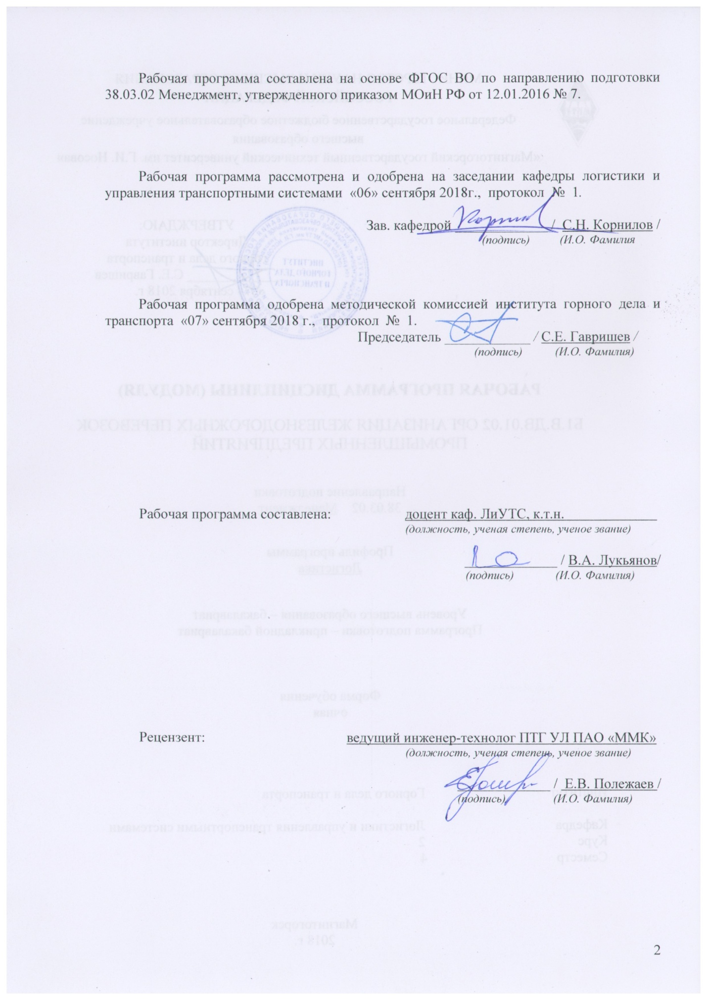 Рабочая программа составлена на основе ФГОС ВО по направлению подготовки
38.03.02 Менеджмент, утвержденного приказом МОиН РФ от 12.01.2016 № 7.
Рабочая программа рассмотрена и одобрена на заседании кафедры логистики и
управления транспортными системами «06» сентября 2018г., протокол № 1.
Зав. кафедрой ______________ / С.Н. Корнилов /
(подпись) (И.О. Фамилия
Рабочая программа одобрена методической комиссией института горного дела и
транспорта «07» сентября 2018 г., протокол № 1.
Председатель ____________ / С.Е. Гавришев /
(подпись) (И.О. Фамилия)
Рабочая программа составлена: доцент каф. ЛиУТС, к.т.н.
(должность, ученая степень, ученое звание)
_____________ / В.А. Лукьянов/
(подпись) (И.О. Фамилия)
Рецензент: ведущий инженер-технолог ПТГ УЛ ПАО «ММК»
(должность, ученая степень, ученое звание)
_____________ / Е.В. Полежаев /
(подпись) (И.О. Фамилия)
2